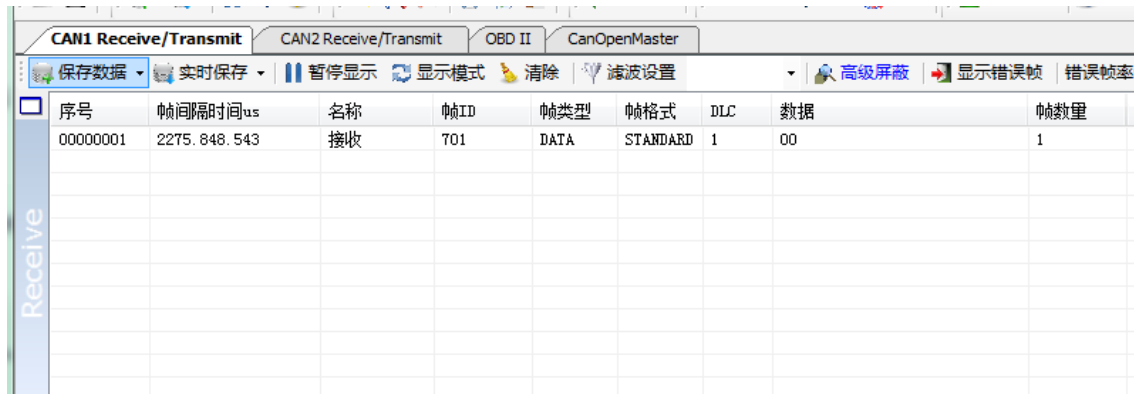 CAN1 Receive/Transmit CAN2 Receive/Transmit OBD II CanOpenMaster
保存数据 实时保存 暂停显示 显示模式 清除 滤波设置 高级屏蔽 显示错误帧 错误帧率
序号 帧间隔时间us 名称 帧ID 帧类型 帧格式 DLC 数据 帧数量
00000001 2275.848.543 接收 701 DATA STANDARD 1 00 1
Receive